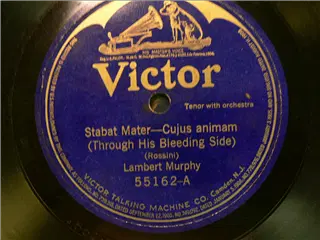 "HIS MASTER'S VOICE"
Victor
Tenor with orchestra
Stabat Mater—Cujus animam
(Through His Bleeding Side)
(Rossini)
Lambert Murphy
55162-A
VICTOR TALKING MACHINE CO. Camden, N.J.